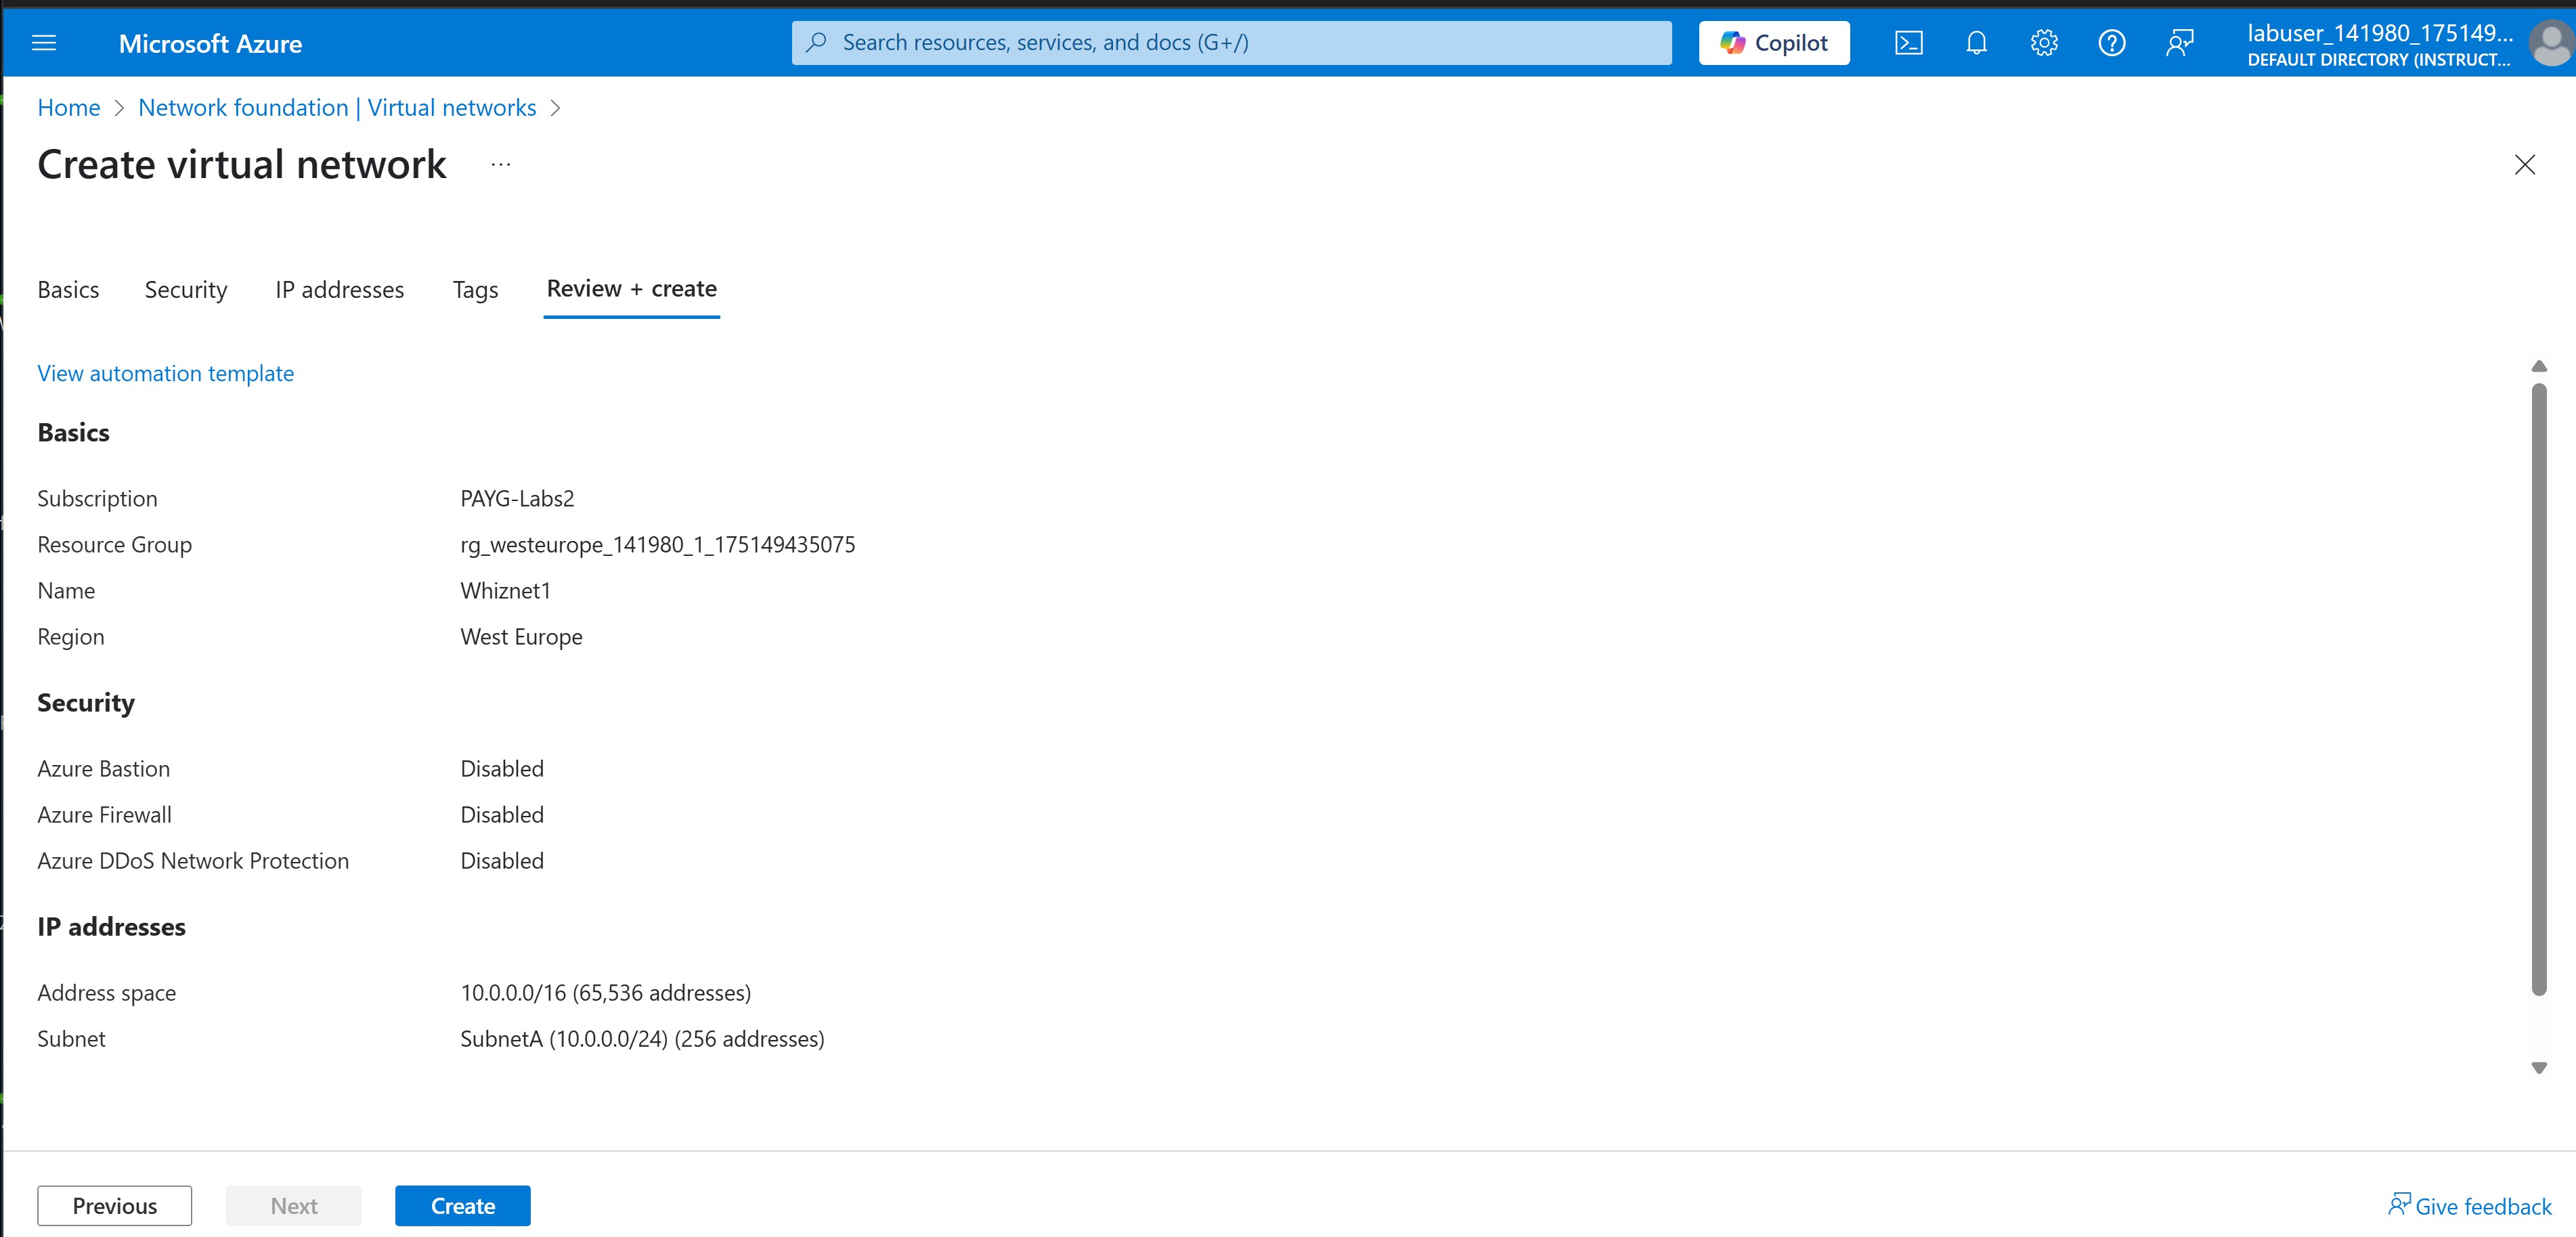 Microsoft Azure
Search resources, services, and docs (G+/)
Copilot
labuser_141980_175149...
DEFAULT DIRECTORY (INSTRUCT...
Home > Network foundation | Virtual networks >
Create virtual network ...
Basics Security IP addresses Tags Review + create
View automation template
Basics
Subscription PAYG-Labs2
Resource Group rg_westeurope_141980_1_175149435075
Name Whiznet1
Region West Europe
Security
Azure Bastion Disabled
Azure Firewall Disabled
Azure DDoS Network Protection Disabled
IP addresses
Address space 10.0.0.0/16 (65,536 addresses)
Subnet SubnetA (10.0.0.0/24) (256 addresses)
Previous Next Create Give feedback